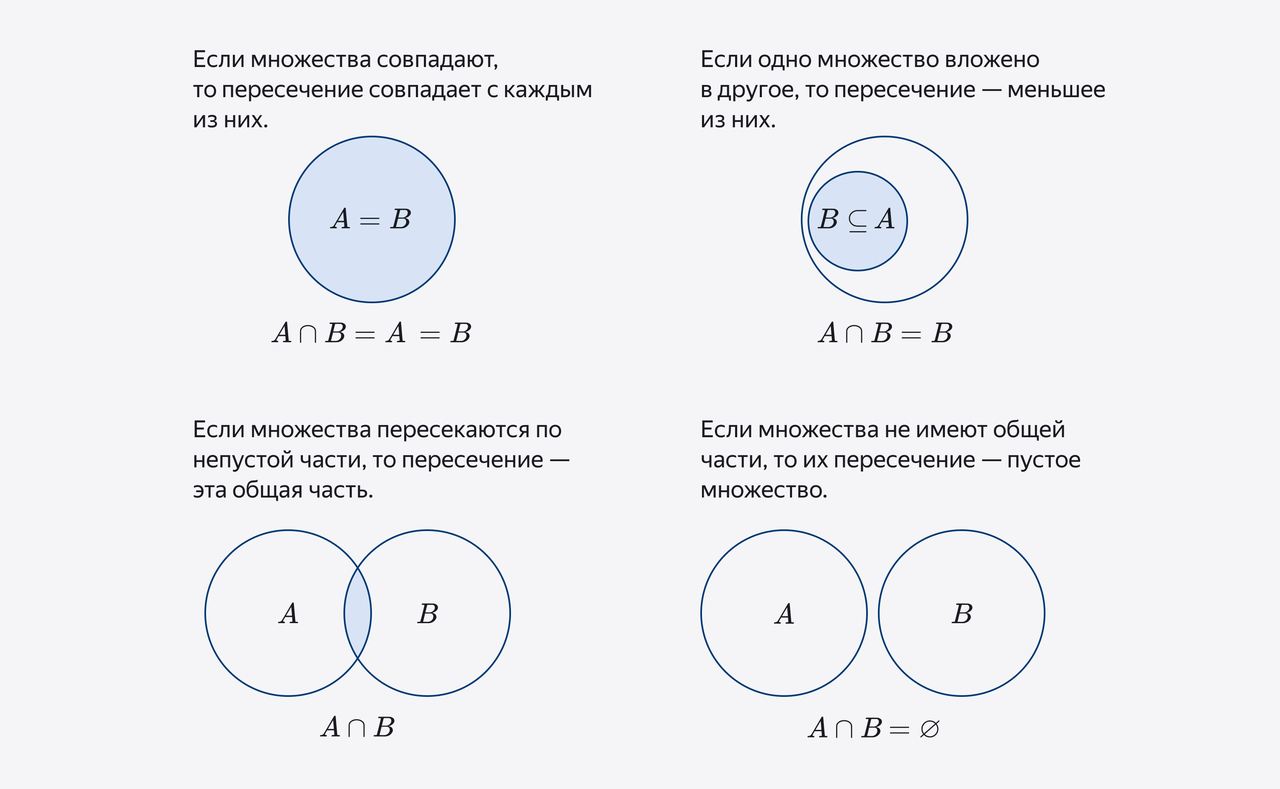 Если множества совпадают,
то пересечение совпадает с каждым
из них.
A = B
A ∩ B = A = B
Если одно множество вложено
в другое, то пересечение — меньшее
из них.
B ⊆ A
A ∩ B = B
Если множества пересекаются по
непустой части, то пересечение —
эта общая часть.
A
B
A ∩ B
Если множества не имеют общей
части, то их пересечение — пустое
множество.
A
B
A ∩ B = ∅